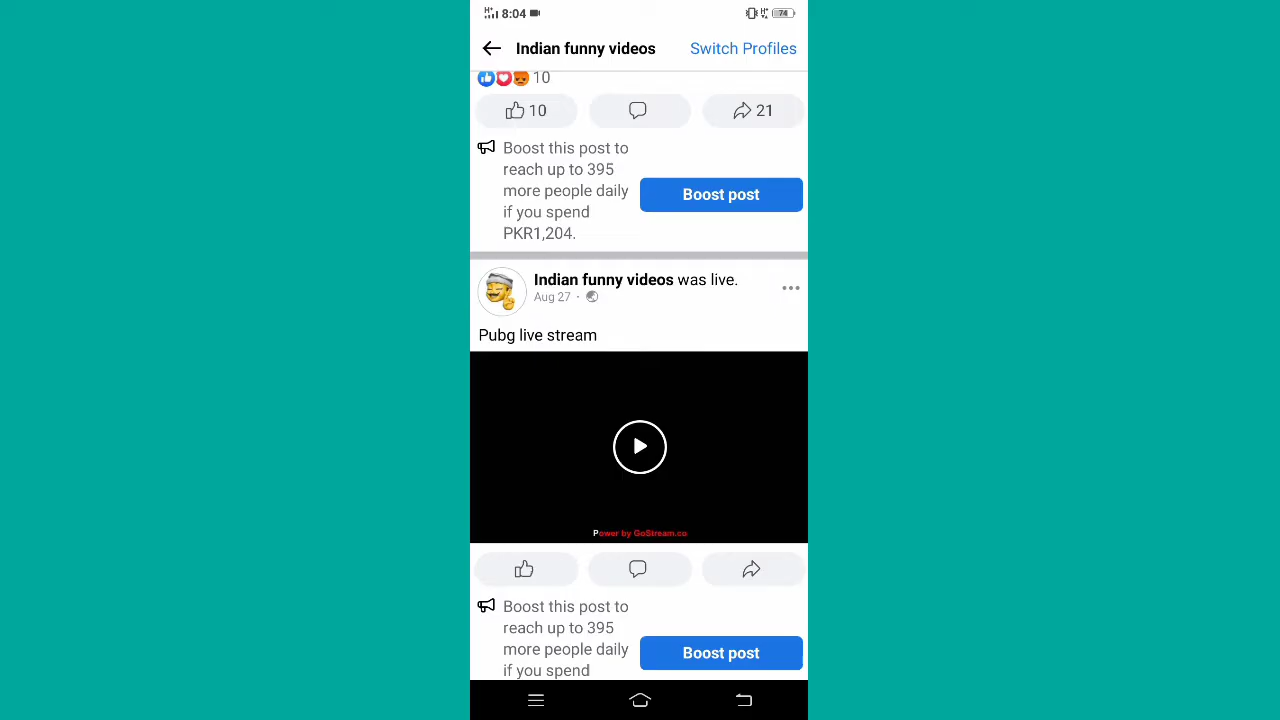 8:04
74
Indian funny videos Switch Profiles
10
10 21
Boost this post to
reach up to 395
more people daily
if you spend
PKR1,204.
Boost post
Indian funny videos was live.
Aug 27 ·
Pubg live stream
Power by GoStream.co
Boost this post to
reach up to 395
more people daily
if you spend
Boost post